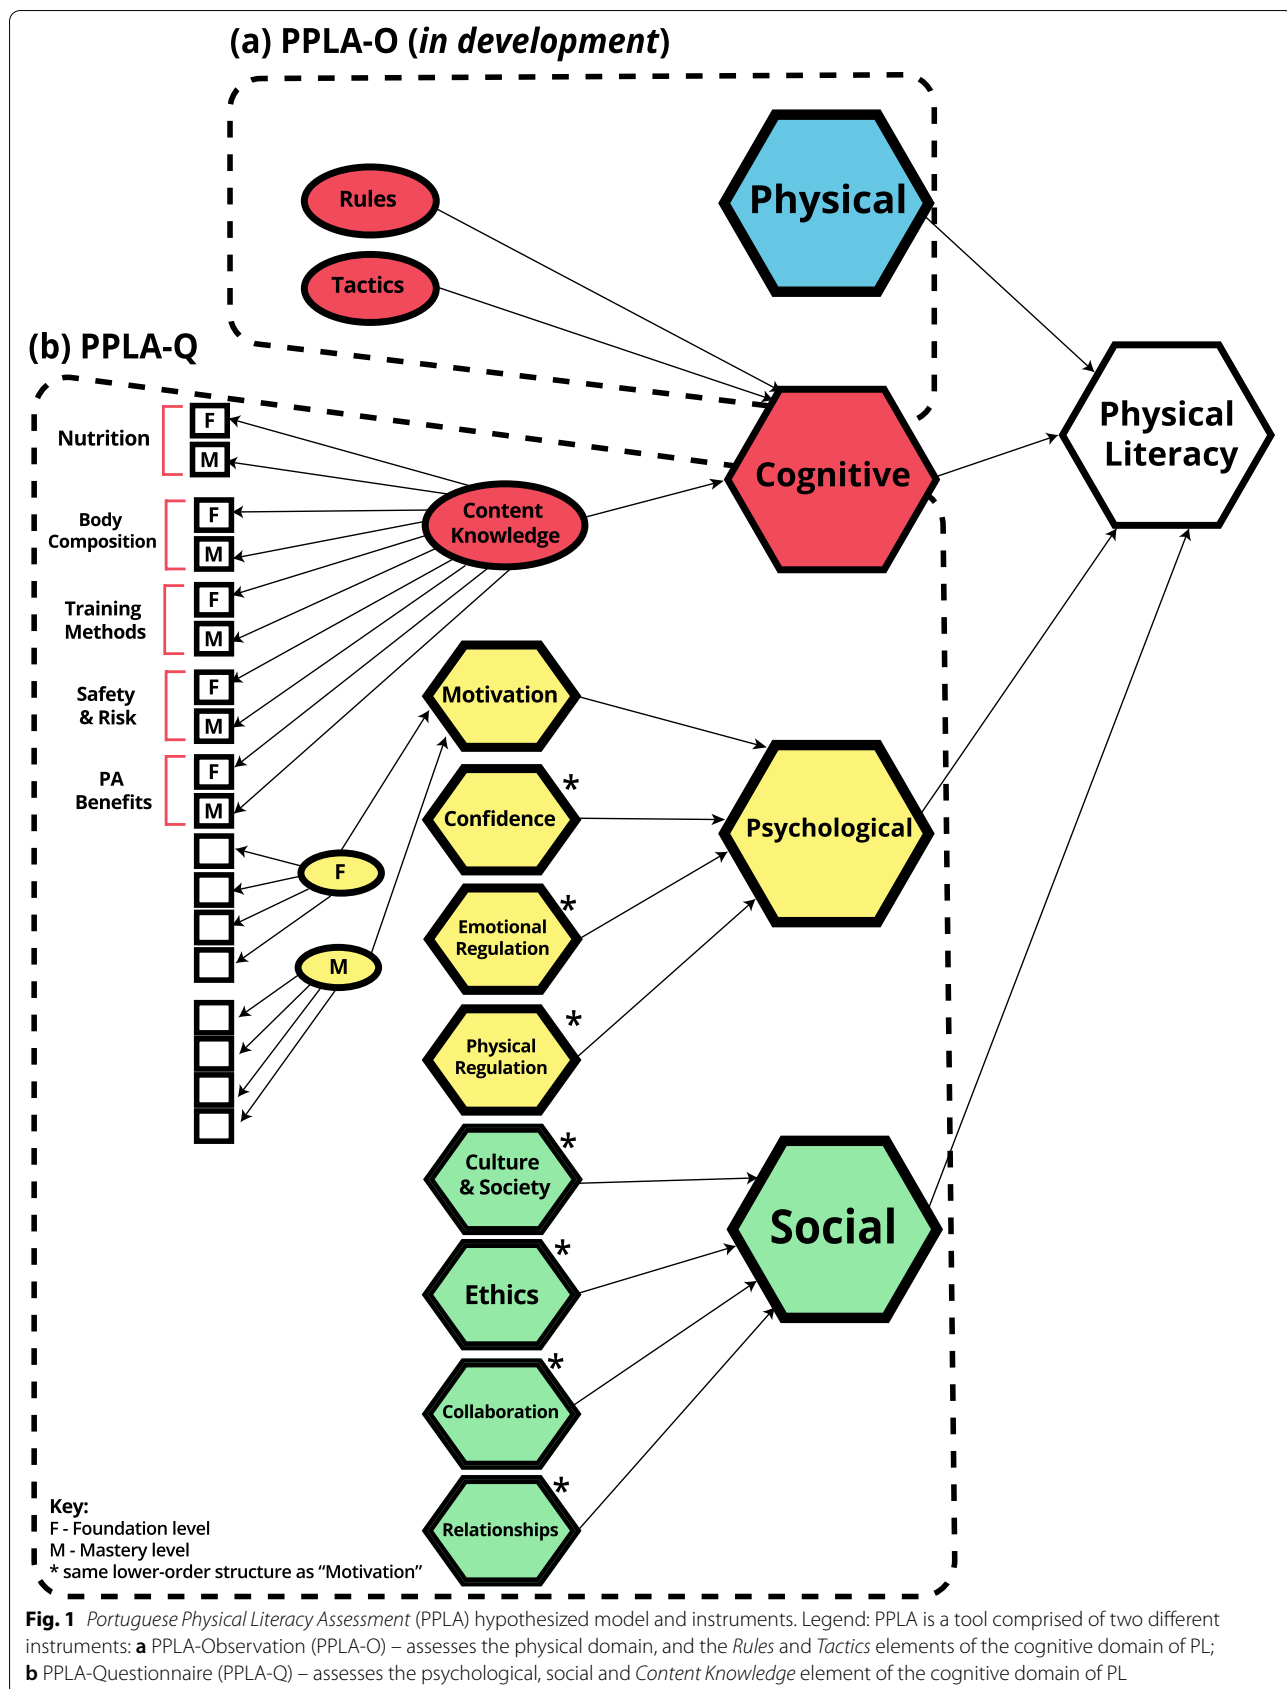 (a) PPLA-O (in development)
Physical
Rules
Tactics
(b) PPLA-Q
Physical
Literacy
Cognitive
Nutrition
F
M
Content
Knowledge
Body
Composition
F
M
Training
Methods
F
M
Safety
& Risk
F
M
PA
Benefits
F
M
Motivation
Confidence
*
Psychological
F
Emotional
Regulation
*
M
Physical
Regulation
*
Culture
& Society
*
Social
Ethics
*
Collaboration
*
Relationships
*
Key:
F - Foundation level
M - Mastery level
* same lower-order structure as “Motivation”
Fig. 1 Portuguese Physical Literacy Assessment (PPLA) hypothesized model and instruments. Legend: PPLA is a tool comprised of two different
instruments: a PPLA-Observation (PPLA-O) – assesses the physical domain, and the Rules and Tactics elements of the cognitive domain of PL;
b PPLA-Questionnaire (PPLA-Q) – assesses the psychological, social and Content Knowledge element of the cognitive domain of PL